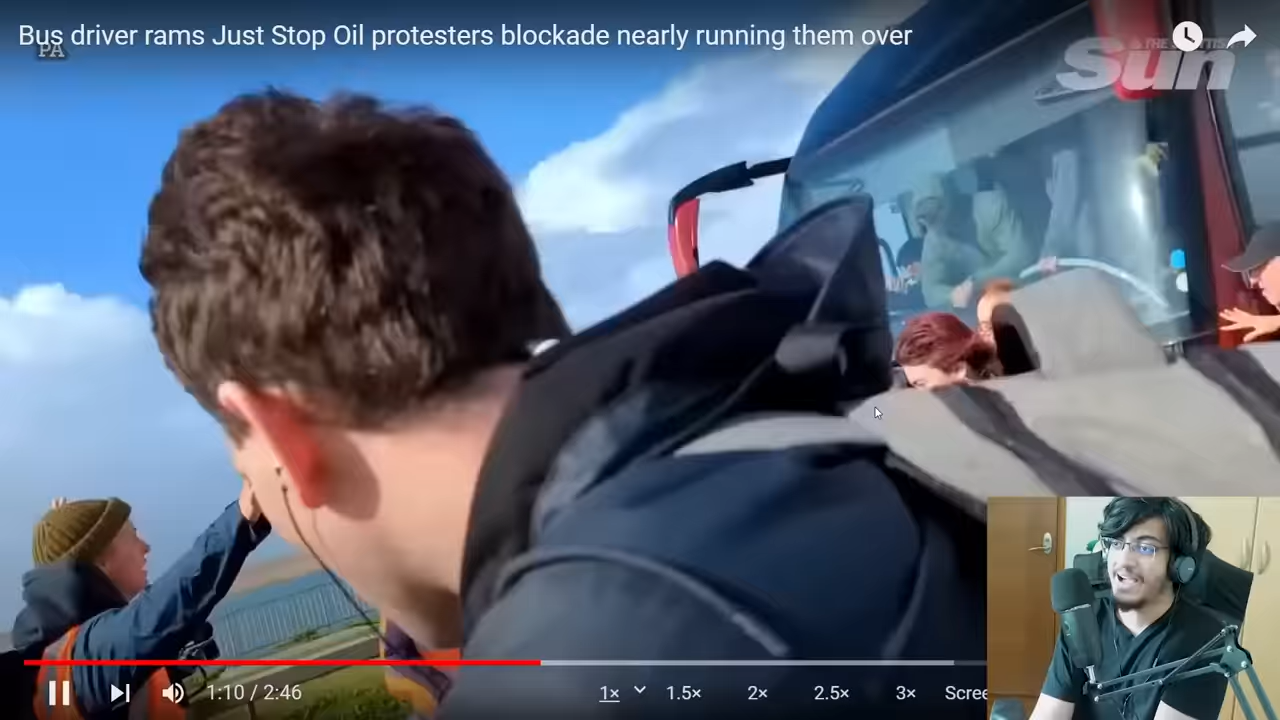 Bus driver rams Just Stop Oil protesters blockade nearly running them over
PA
Sun
1:10 / 2:46
1×
1.5×
2×
2.5×
3×
Scree